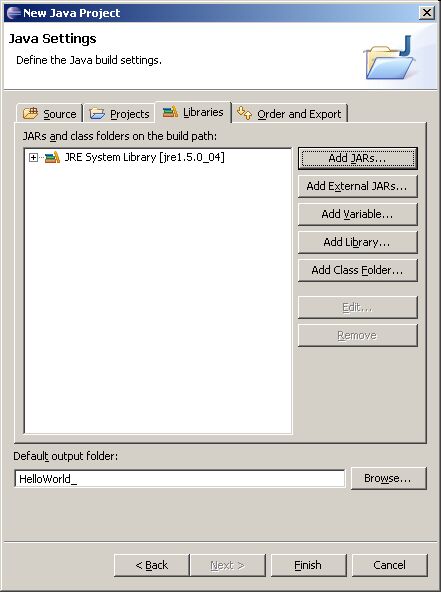 New Java Project
Java Settings
Define the Java build settings.
Source Projects Libraries Order and Export
JARs and class folders on the build path:
JRE System Library [jre1.5.0_04]
Add JARs...
Add External JARs...
Add Variable...
Add Library...
Add Class Folder...
Edit...
Remove
Default output folder:
HelloWorld_
Browse...
< Back Next > Finish Cancel